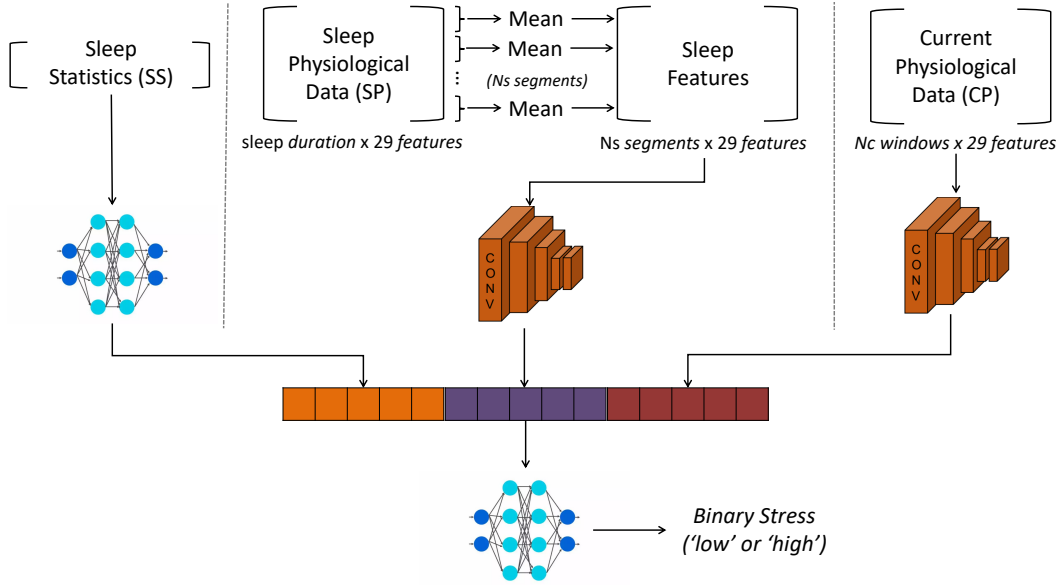 Sleep
Statistics (SS)
Sleep
Physiological
Data (SP)
sleep duration x 29 features
Mean
Mean
⋮ (Ns segments)
Mean
Sleep
Features
Ns segments x 29 features
Current
Physiological
Data (CP)
Nc windows x 29 features
CONV
CONV
Binary Stress
(‘low’ or ‘high’)